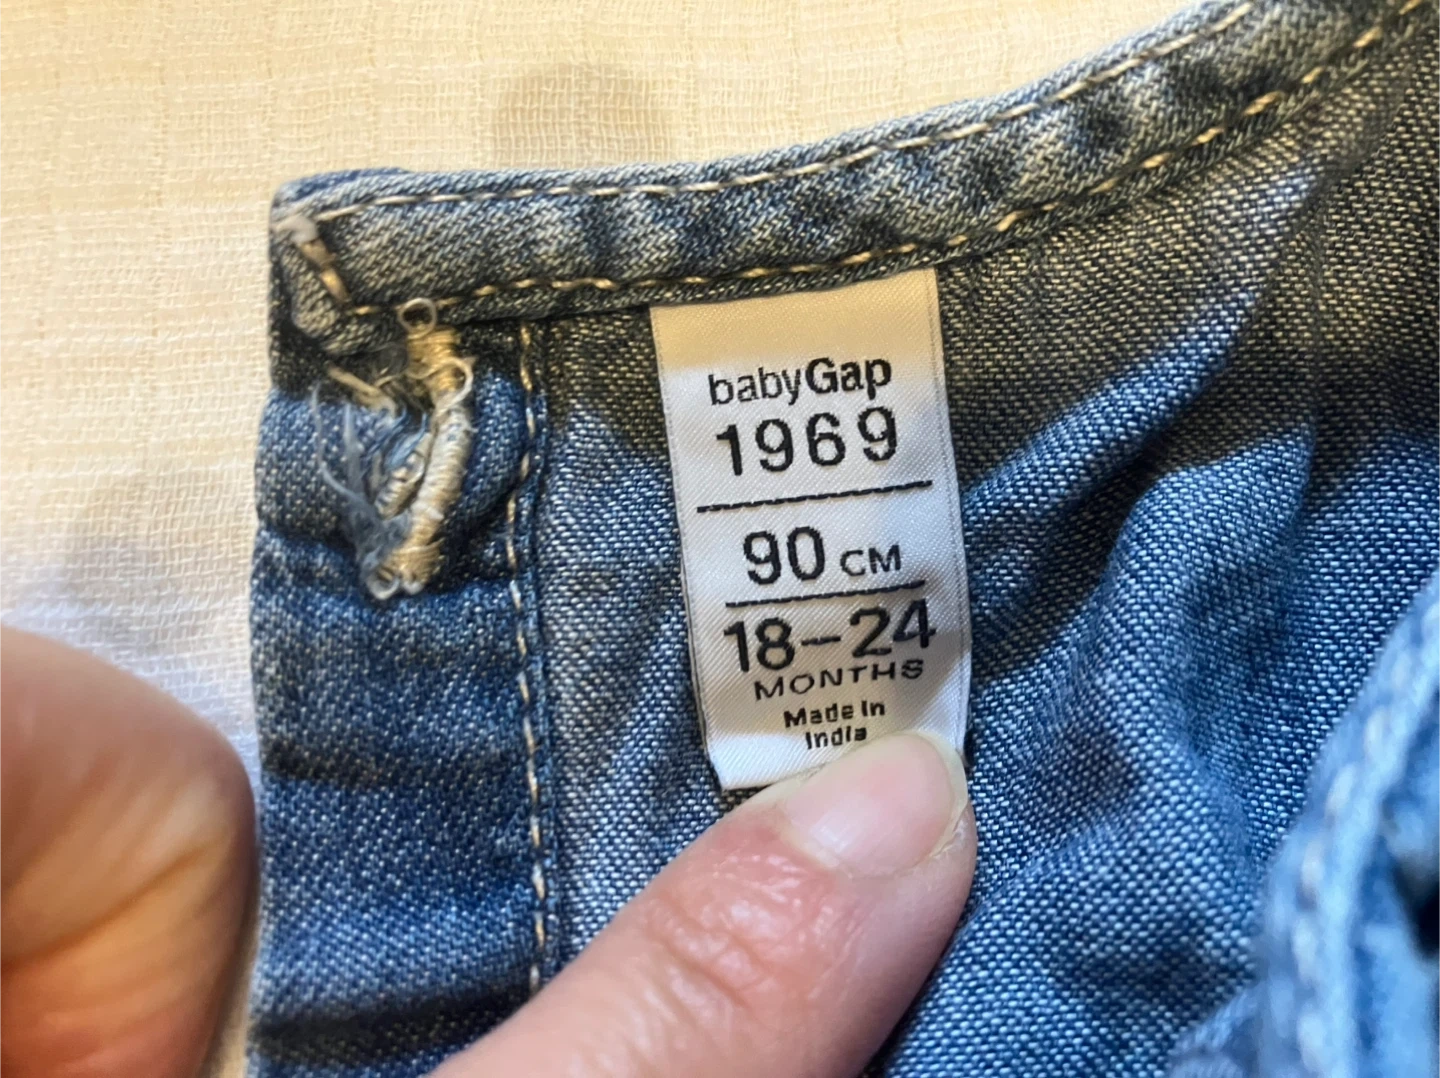 babyGap
1969
90 CM
18–24
MONTHS
Made In
India